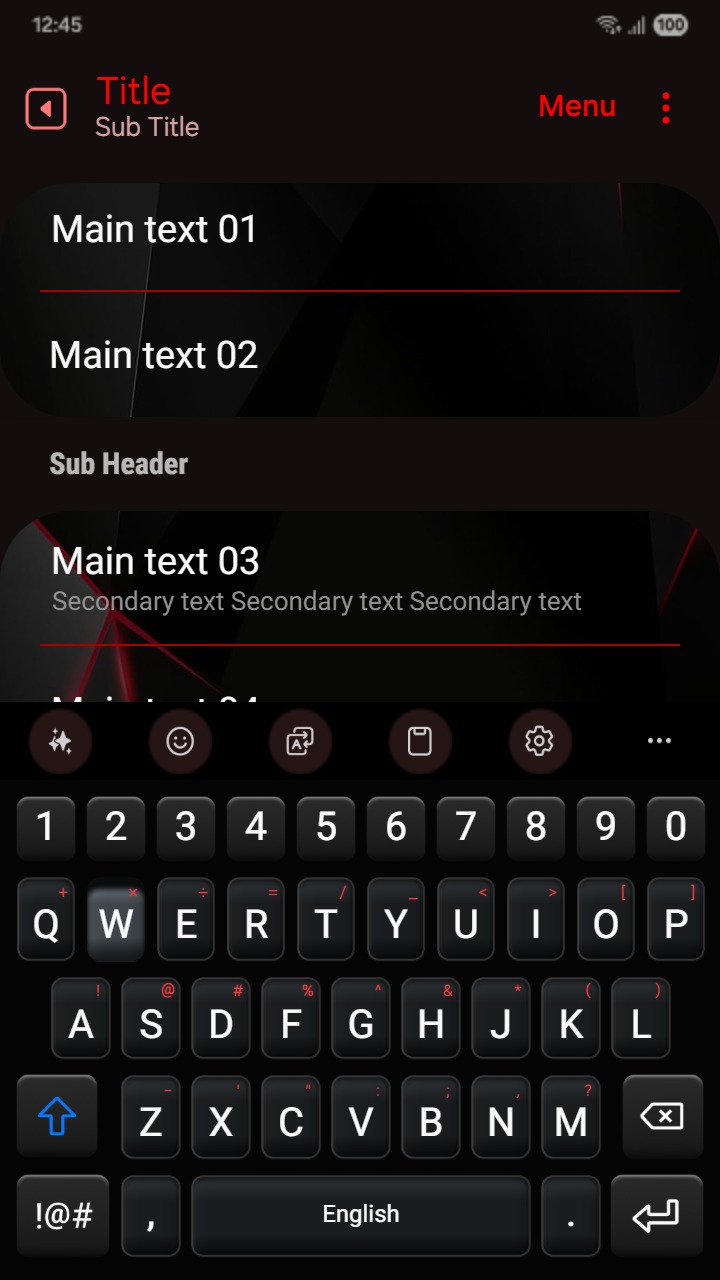 12:45
100
Title
Sub Title
Menu
Main text 01
Main text 02
Sub Header
Main text 03
Secondary text Secondary text Secondary text
1 2 3 4 5 6 7 8 9 0
+ × ÷ = / _ < > [ ]
Q W E R T Y U I O P
! @ # % ^ & * ( )
A S D F G H J K L
- ' " : ; , ?
Z X C V B N M
!@# , English .